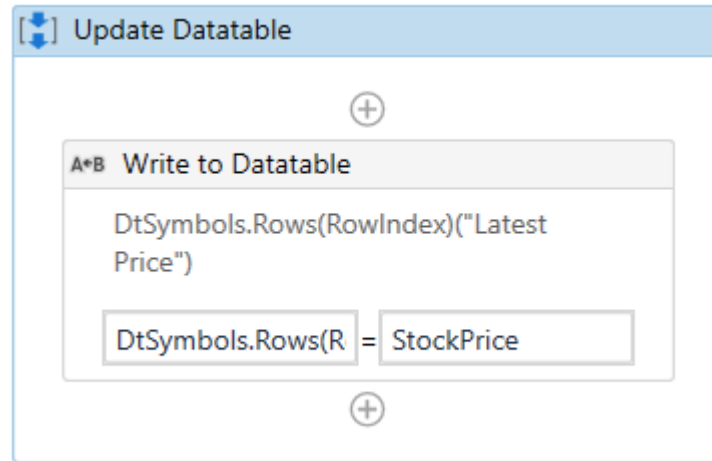 Update Datatable
A←B Write to Datatable
DtSymbols.Rows(RowIndex)("Latest
Price")
DtSymbols.Rows(R = StockPrice